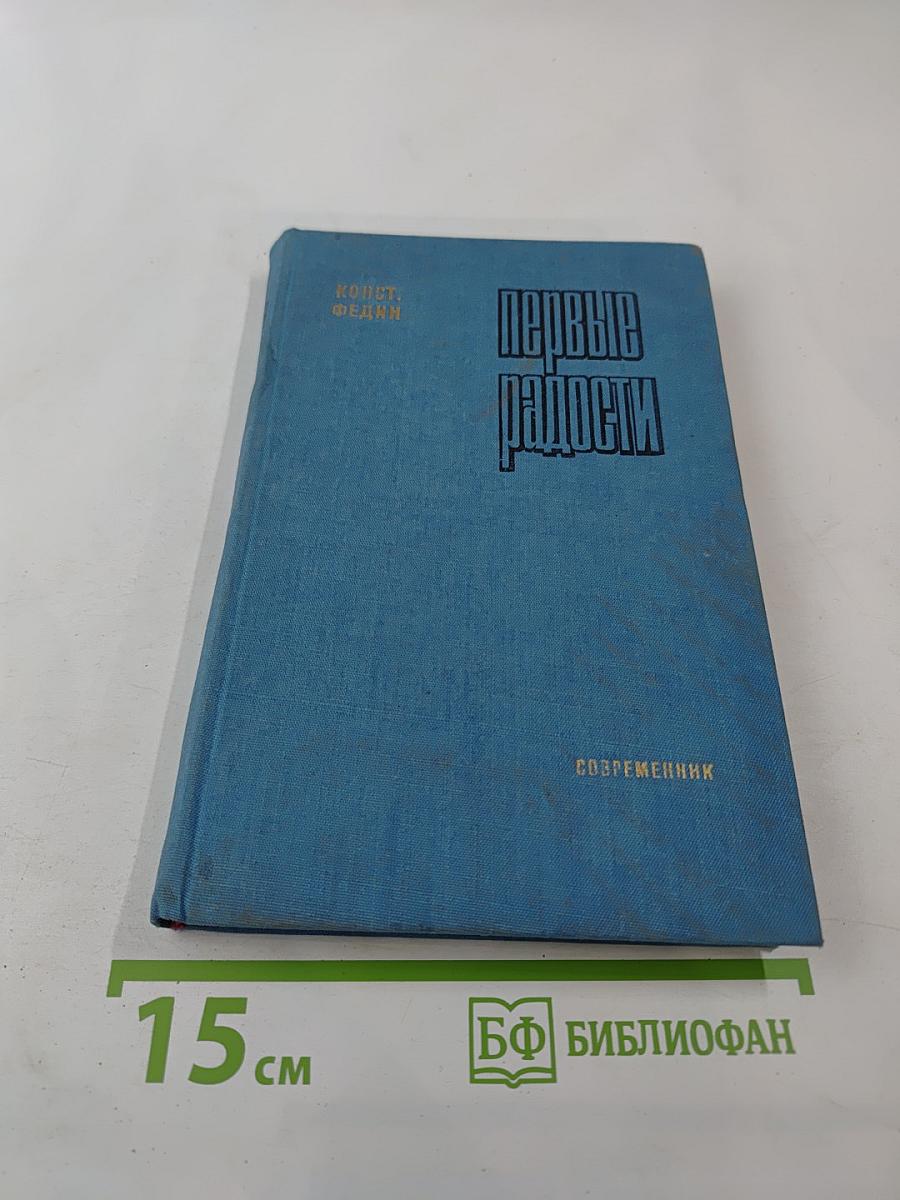 КОНСТ.
ФЕДИН
первые
радости
СОВРЕМЕННИК
15 см
БФ БИБЛИОФАН